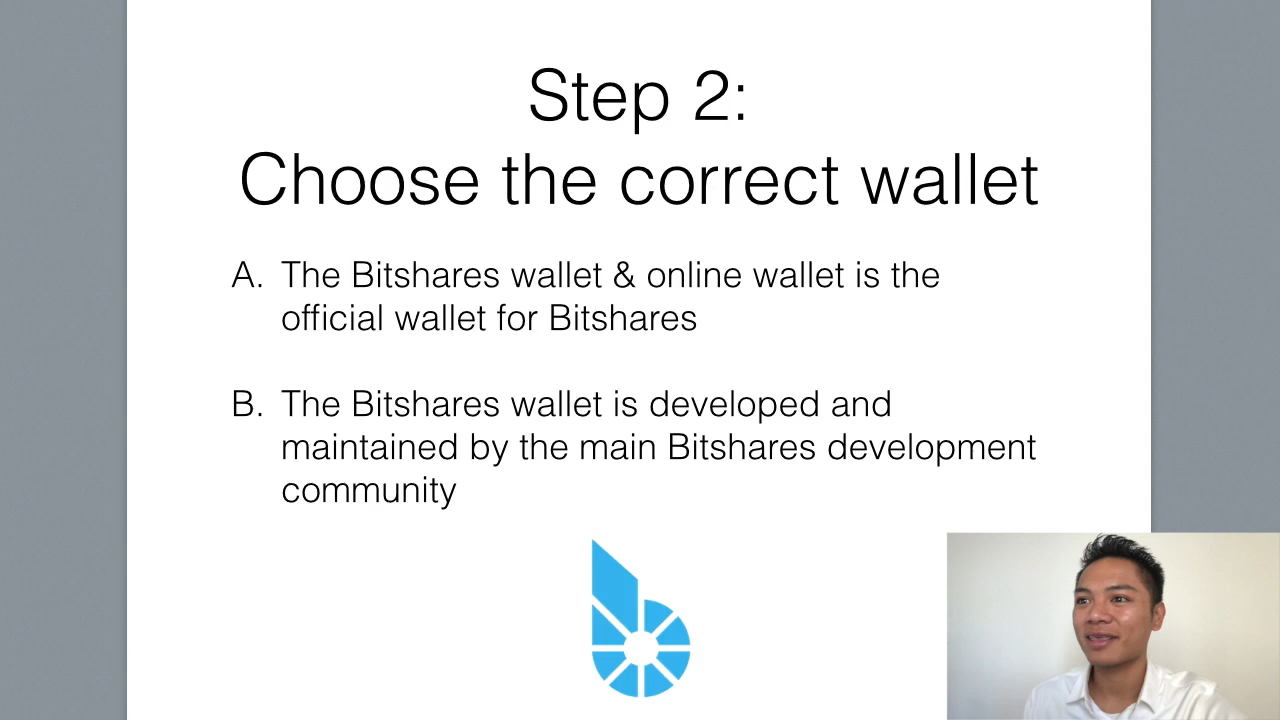 Step 2:
Choose the correct wallet
A. The Bitshares wallet & online wallet is the
official wallet for Bitshares
B. The Bitshares wallet is developed and
maintained by the main Bitshares development
community